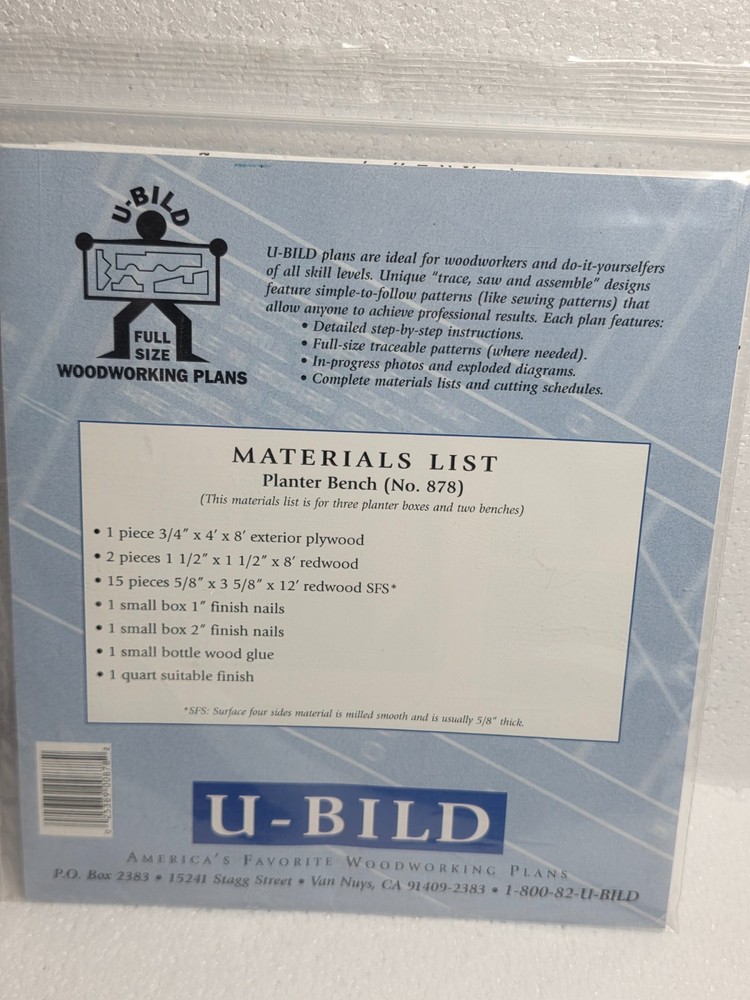 U-BILD
FULL
SIZE
WOODWORKING PLANS
U-BILD plans are ideal for woodworkers and do-it-yourselfers
of all skill levels. Unique "trace, saw and assemble" designs
feature simple-to-follow patterns (like sewing patterns) that
allow anyone to achieve professional results. Each plan features:
• Detailed step-by-step instructions.
• Full-size traceable patterns (where needed).
• In-progress photos and exploded diagrams.
• Complete materials lists and cutting schedules.
MATERIALS LIST
Planter Bench (No. 878)
(This materials list is for three planter boxes and two benches)
• 1 piece 3/4" x 4' x 8' exterior plywood
• 2 pieces 1 1/2" x 1 1/2" x 8' redwood
• 15 pieces 5/8" x 3 5/8" x 12' redwood SFS*
• 1 small box 1" finish nails
• 1 small box 2" finish nails
• 1 small bottle wood glue
• 1 quart suitable finish
*SFS: Surface four sides material is milled smooth and is usually 5/8" thick.
U-BILD
AMERICA'S FAVORITE WOODWORKING PLANS
P.O. Box 2383 • 15241 Stagg Street • Van Nuys, CA 91409-2383 • 1-800-82-U-BILD